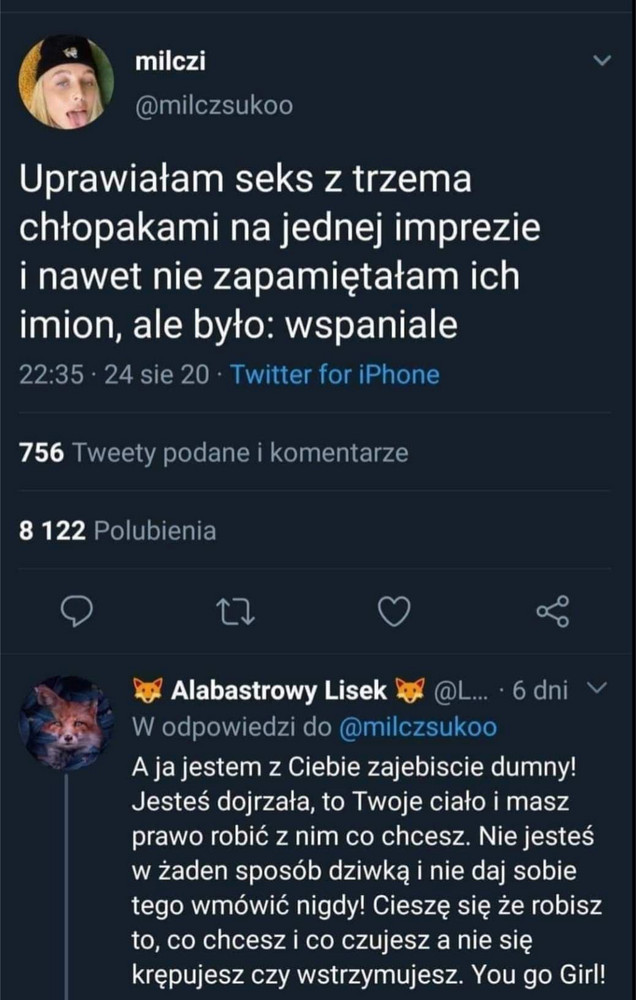 milczi
@milczsukoo
Uprawiałam seks z trzema
chłopakami na jednej imprezie
i nawet nie zapamiętałam ich
imion, ale było: wspaniale
22:35 · 24 sie 20 · Twitter for iPhone
756 Tweety podane i komentarze
8 122 Polubienia
🦊 Alabastrowy Lisek 🦊 @L... · 6 dni
W odpowiedzi do @milczsukoo
A ja jestem z Ciebie zajebiscie dumny!
Jesteś dojrzała, to Twoje ciało i masz
prawo robić z nim co chcesz. Nie jesteś
w żaden sposób dziwką i nie daj sobie
tego wmówić nigdy! Cieszę się że robisz
to, co chcesz i co czujesz a nie się
krępujesz czy wstrzymujesz. You go Girl!